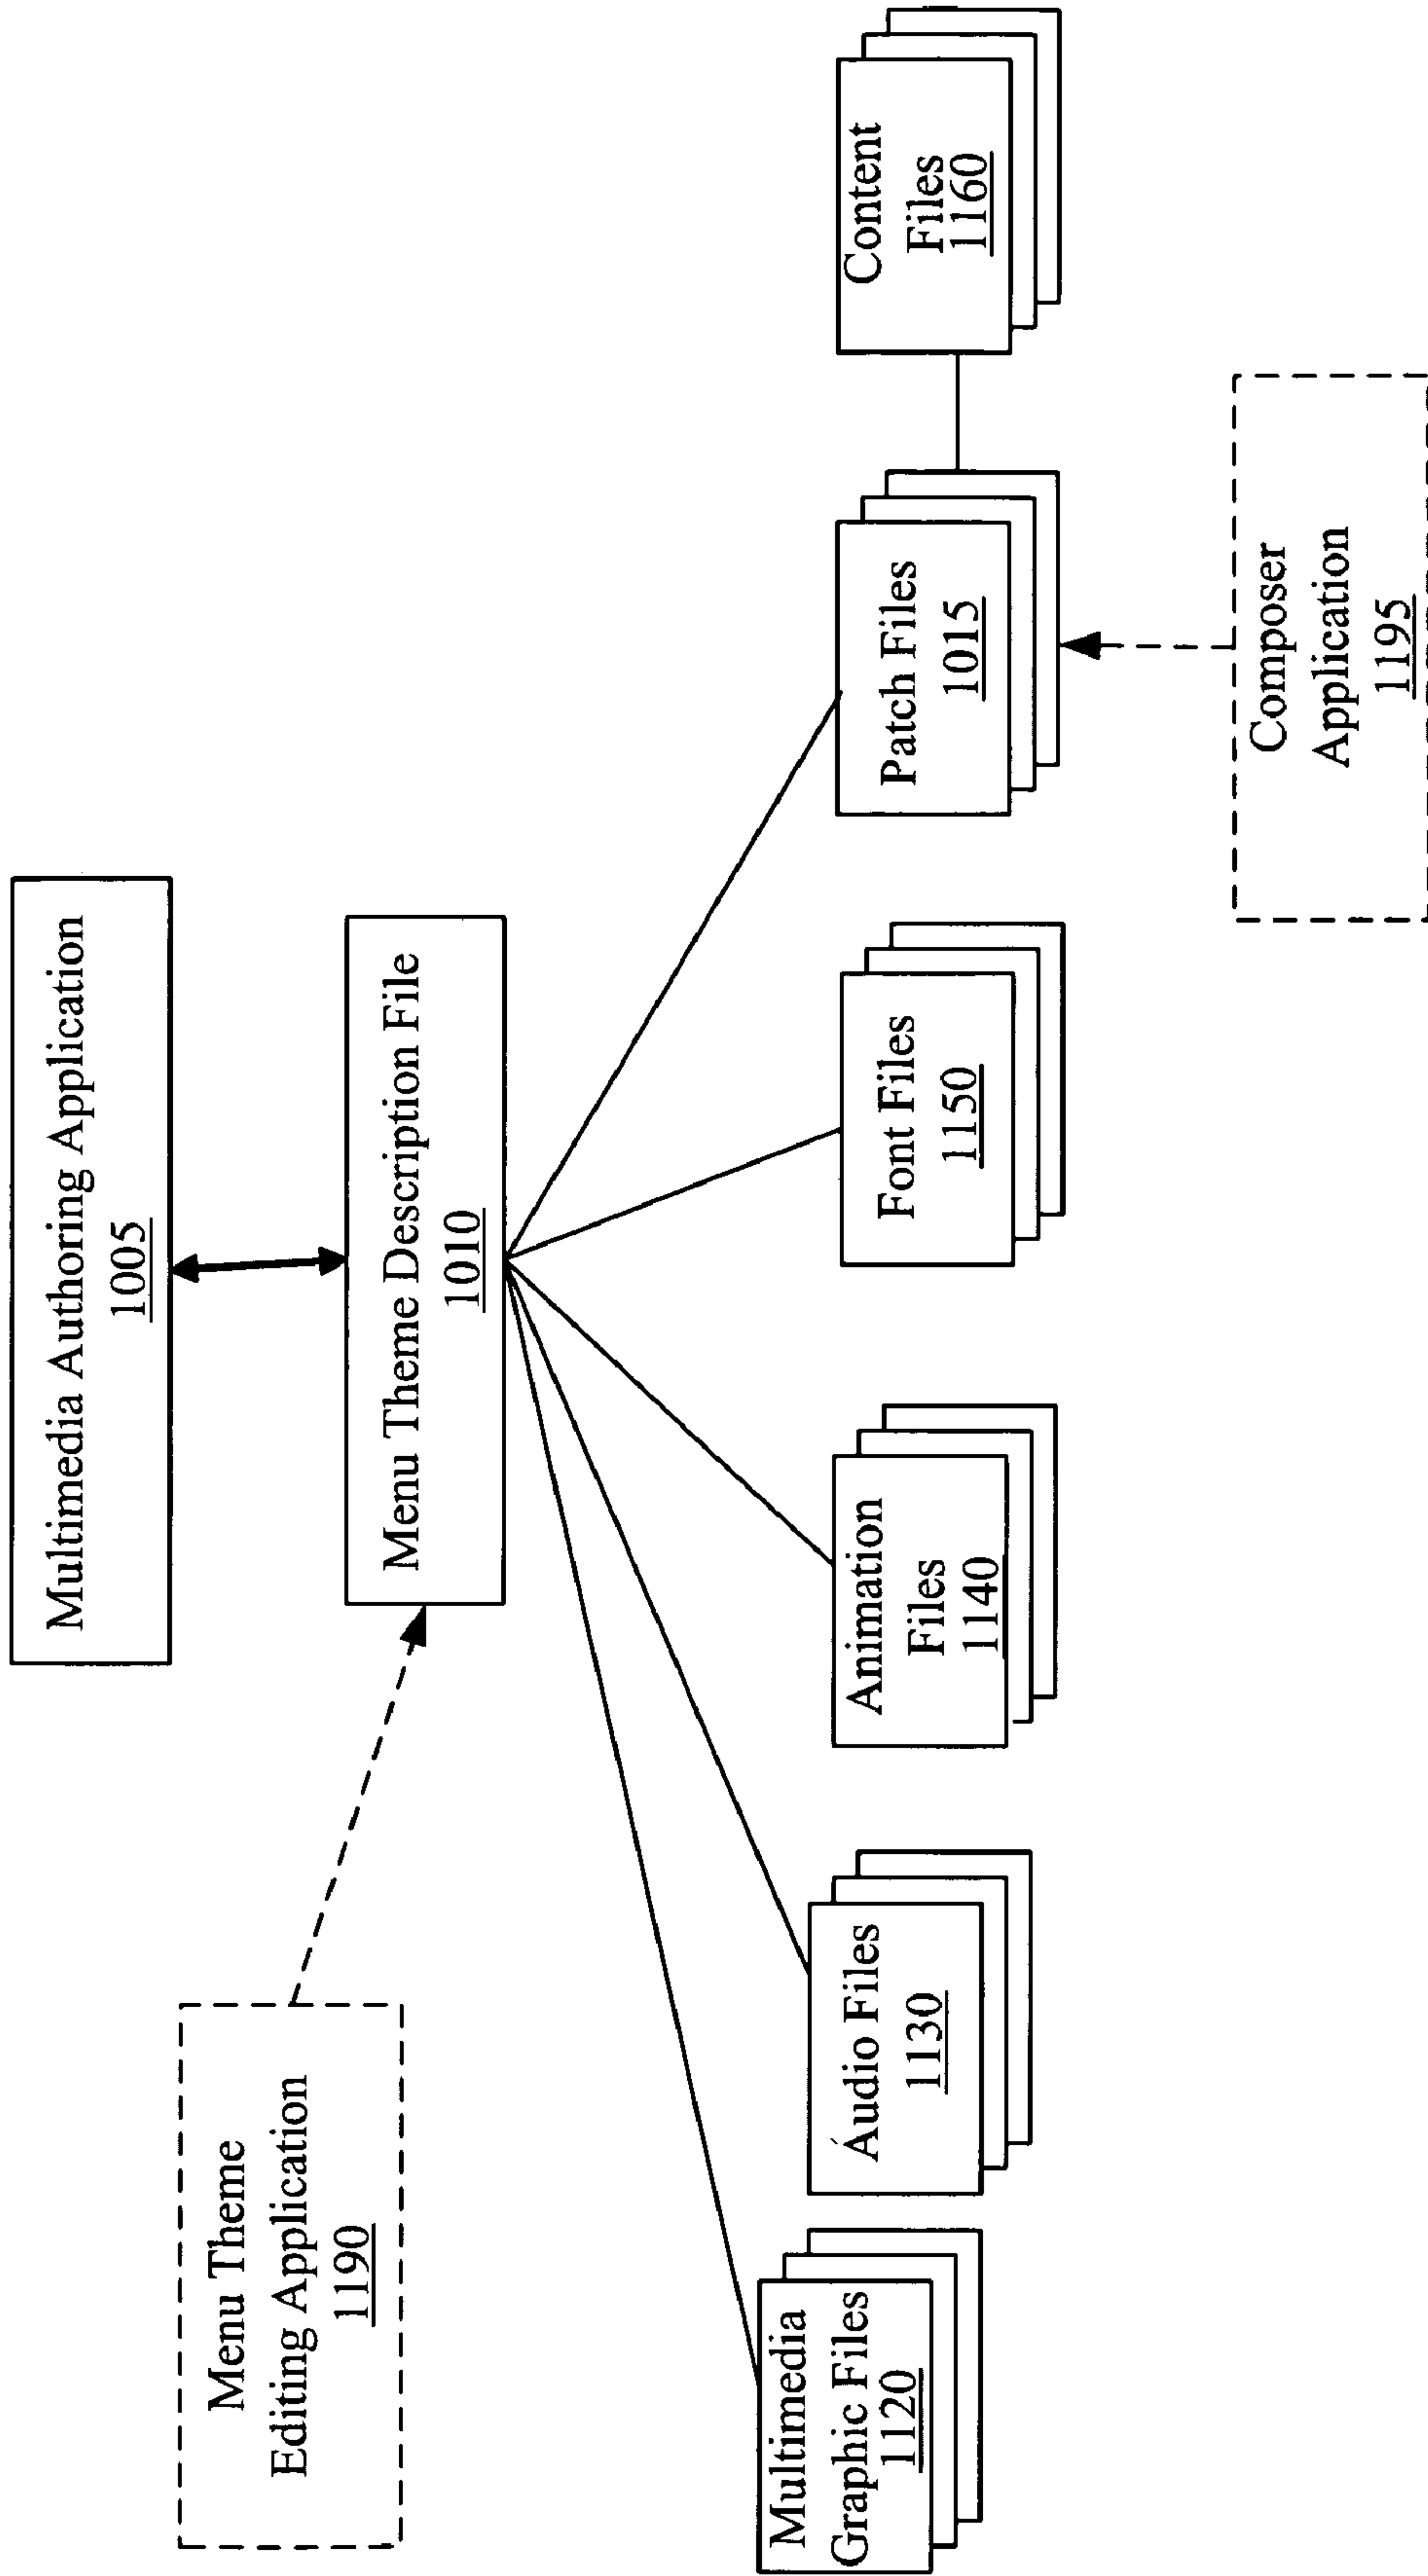 Multimedia Authoring Application
1005
Menu Theme
Editing Application
1190
Menu Theme Description File
1010
Multimedia
Graphic Files
1120
Áudio Files
1130
Animation
Files
1140
Font Files
1150
Patch Files
1015
Content
Files
1160
Composer
Application
1195